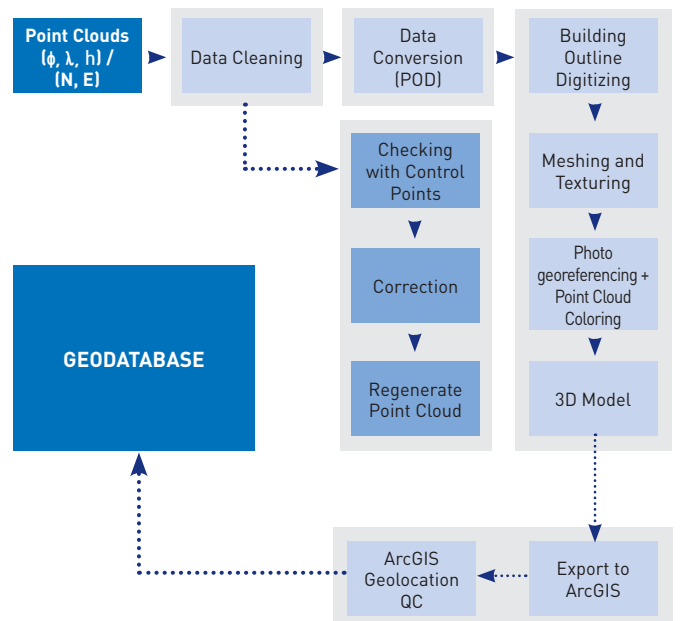 Point Clouds
(ϕ, λ, h) /
(N, E)
Data Cleaning
Data
Conversion
(POD)
Building
Outline
Digitizing
Checking
with Control
Points
Meshing and
Texturing
Correction
Photo
georeferencing +
Point Cloud
Coloring
GEODATABASE
Regenerate
Point Cloud
3D Model
ArcGIS
Geolocation
QC
Export to
ArcGIS